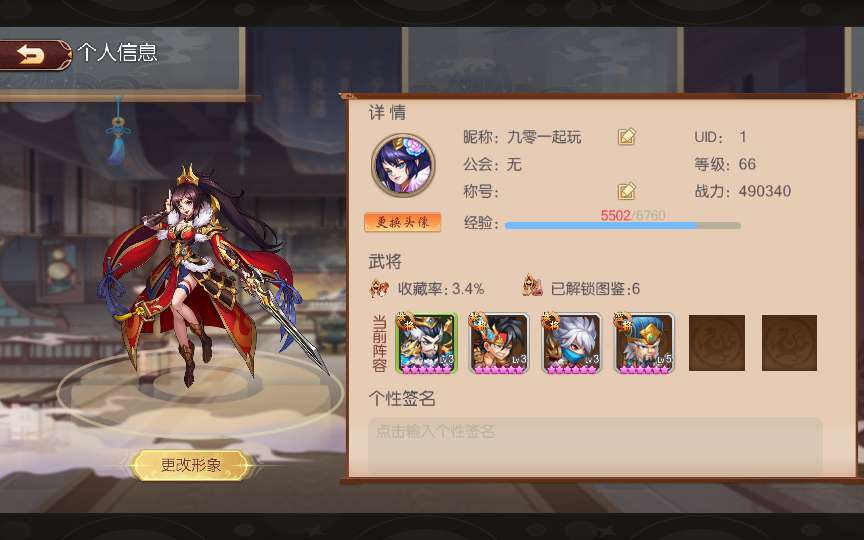 个人信息
详情
昵称：九零一起玩 UID： 1
公会：无 等级：66
称号： 战力：490340
更换头像 经验： 5502/6760
武将
收藏率：3.4% 已解锁图鉴：6
当前阵容
Lv3 Lv3 Lv3 Lv5
个性签名
点击输入个性签名
更改形象